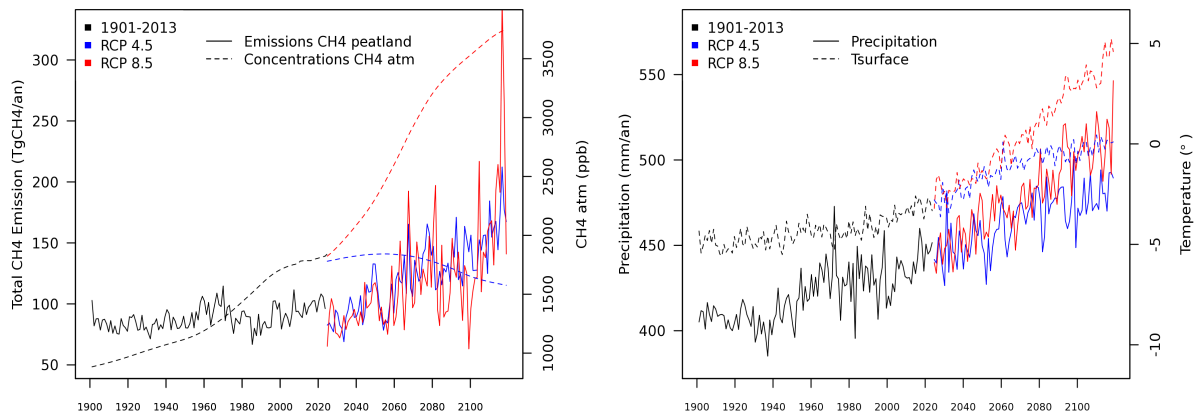 1901-2013
RCP 4.5
RCP 8.5
Emissions CH4 peatland
Concentrations CH4 atm
Total CH4 Emission (TgCH4/an)
300
250
200
150
100
50
3500
3000
2500
2000
1500
1000
CH4 atm (ppb)
1900 1920 1940 1960 1980 2000 2020 2040 2060 2080 2100
1901-2013
RCP 4.5
RCP 8.5
Precipitation
Tsurface
Precipitation (mm/an)
550
500
450
400
5
0
-5
-10
Temperature (°)
1900 1920 1940 1960 1980 2000 2020 2040 2060 2080 2100